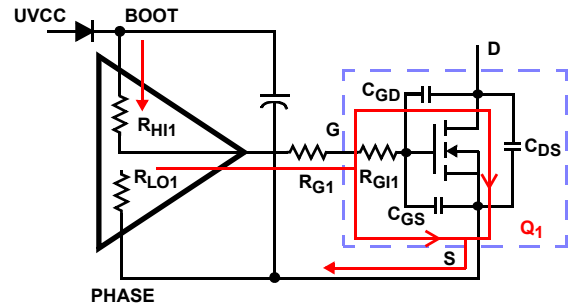 UVCC
BOOT
D
CGD
RHI1
G
CDS
RLO1
RG1
RGI1
CGS
Q1
S
PHASE